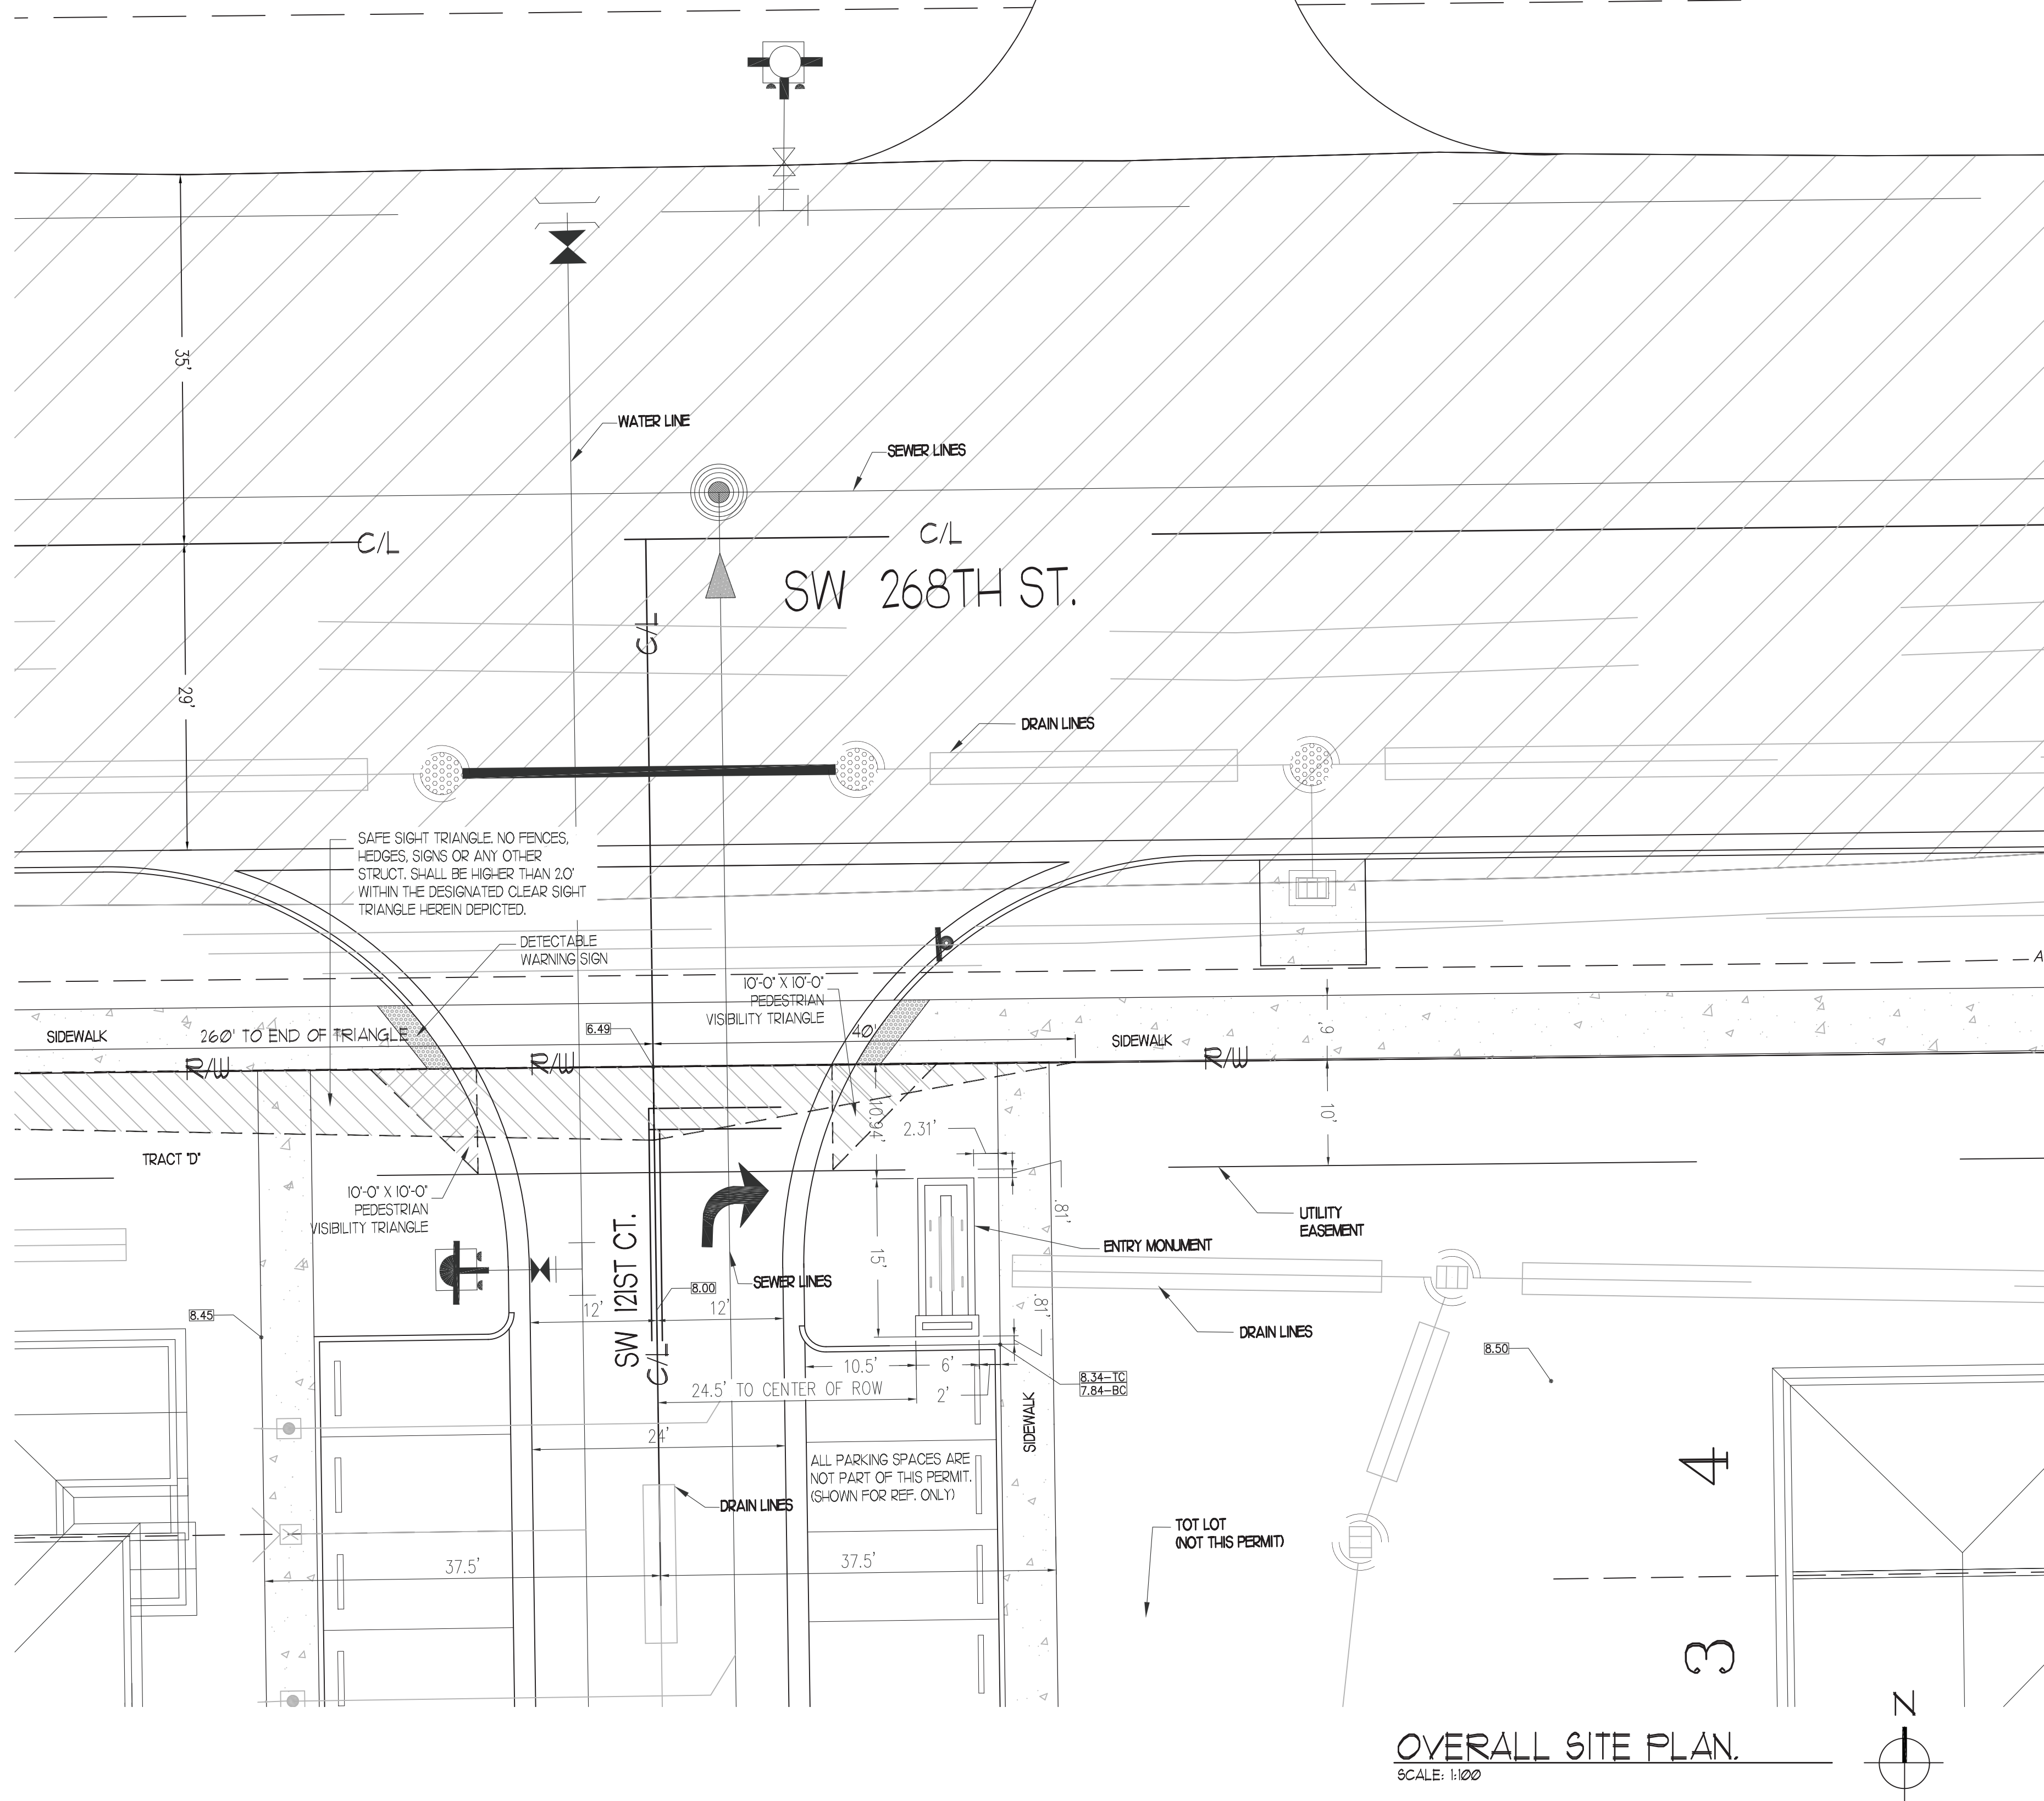 35'
WATER LINE
SEWER LINES
C/L
C/L
SW 268TH ST.
C/L
29'
DRAIN LINES
SAFE SIGHT TRIANGLE. NO FENCES,
HEDGES, SIGNS OR ANY OTHER
STRUCT. SHALL BE HIGHER THAN 2.0'
WITHIN THE DESIGNATED CLEAR SIGHT
TRIANGLE HEREIN DEPICTED.
DETECTABLE
WARNING SIGN
10'-0" X 10'-0"
PEDESTRIAN
VISIBILITY TRIANGLE
A
SIDEWALK
260' TO END OF TRIANGLE
6.49
40'
SIDEWALK
6'
R/W
R/W
R/W
10.94'
2.31'
10'
TRACT "D"
10'-0" X 10'-0"
PEDESTRIAN
VISIBILITY TRIANGLE
.81'
UTILITY
EASEMENT
15'
ENTRY MONUMENT
SW 121ST CT.
SEWER LINES
8.00
8.45
12'
12'
.81'
DRAIN LINES
8.50
C/L
10.5'
6'
8.34-TC
7.84-BC
24.5' TO CENTER OF ROW
2'
SIDEWALK
24'
ALL PARKING SPACES ARE
NOT PART OF THIS PERMIT.
(SHOWN FOR REF. ONLY)
4
DRAIN LINES
TOT LOT
(NOT THIS PERMIT)
37.5'
37.5'
3
N
OVERALL SITE PLAN.
SCALE: 1:100